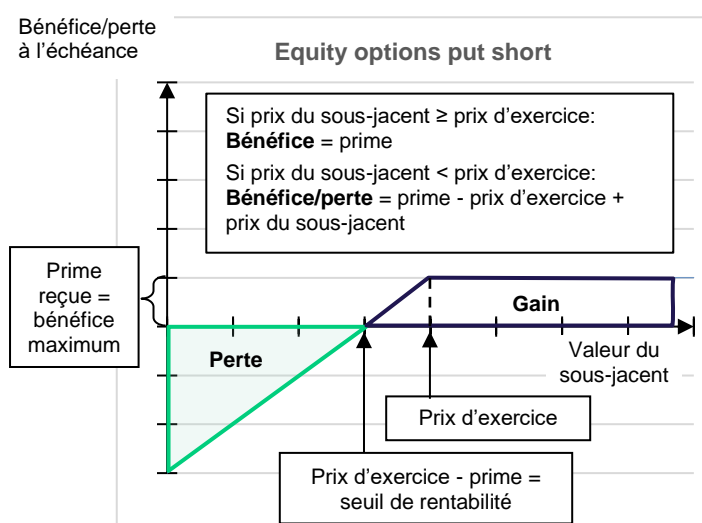 Bénéfice/perte
à l'échéance
Equity options put short
Si prix du sous-jacent ≥ prix d'exercice:
Bénéfice = prime
Si prix du sous-jacent < prix d'exercice:
Bénéfice/perte = prime - prix d'exercice +
prix du sous-jacent
Prime
reçue =
bénéfice
maximum
Gain
Perte
Valeur du
sous-jacent
Prix d'exercice
Prix d'exercice - prime =
seuil de rentabilité